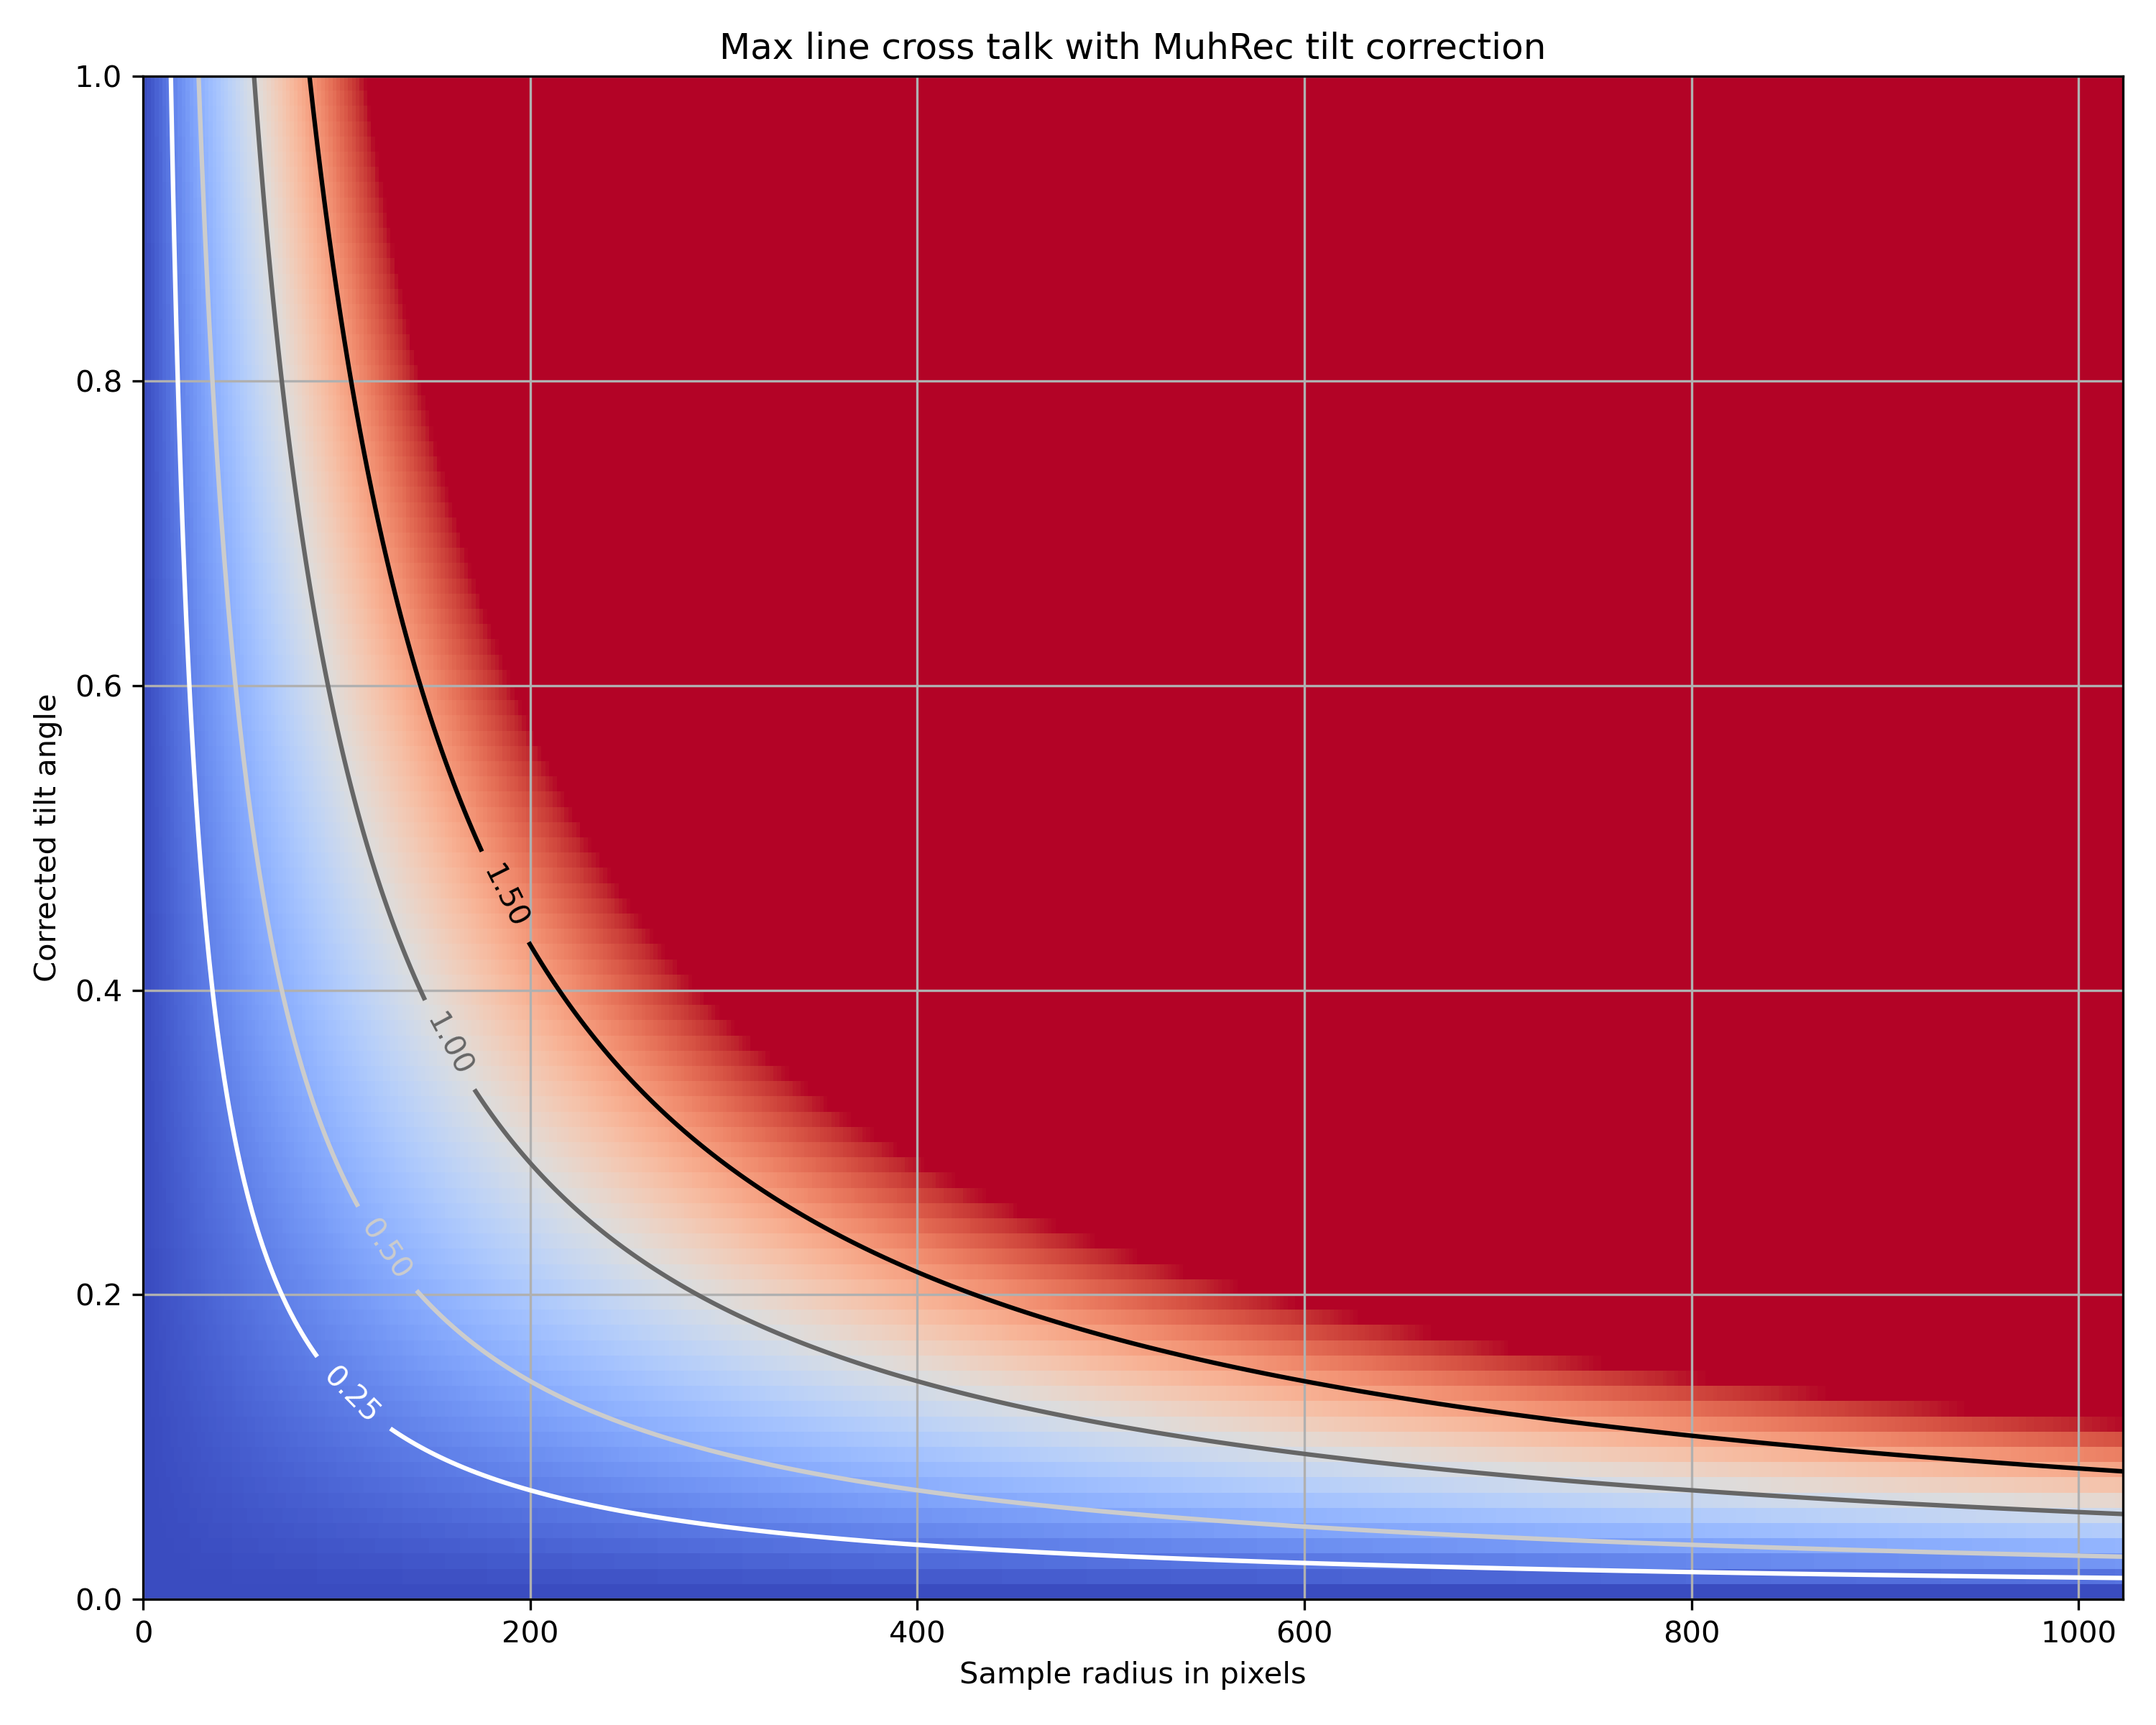 Max line cross talk with MuhRec tilt correction
1.0
0.8
0.6
0.4
0.2
0.0
Corrected tilt angle
1.50
1.00
0.50
0.25
0 200 400 600 800 1000
Sample radius in pixels